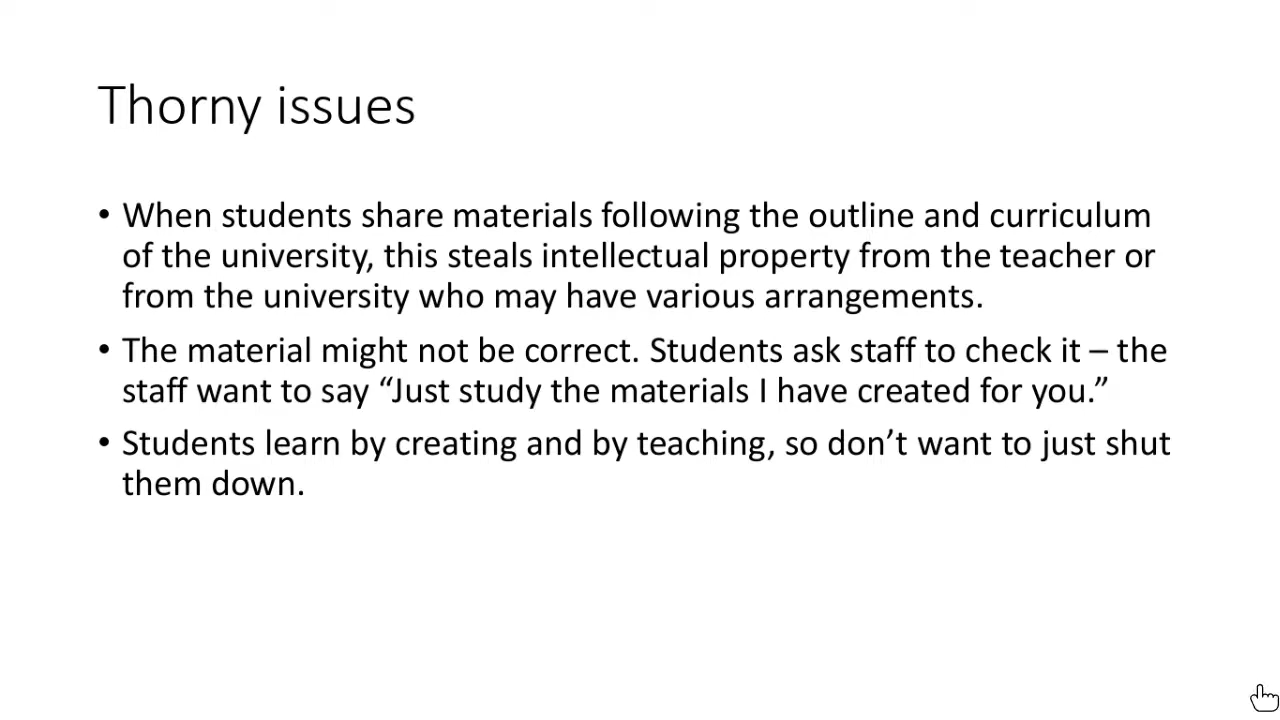 Thorny issues
• When students share materials following the outline and curriculum
of the university, this steals intellectual property from the teacher or
from the university who may have various arrangements.
• The material might not be correct. Students ask staff to check it – the
staff want to say “Just study the materials I have created for you.”
• Students learn by creating and by teaching, so don’t want to just shut
them down.